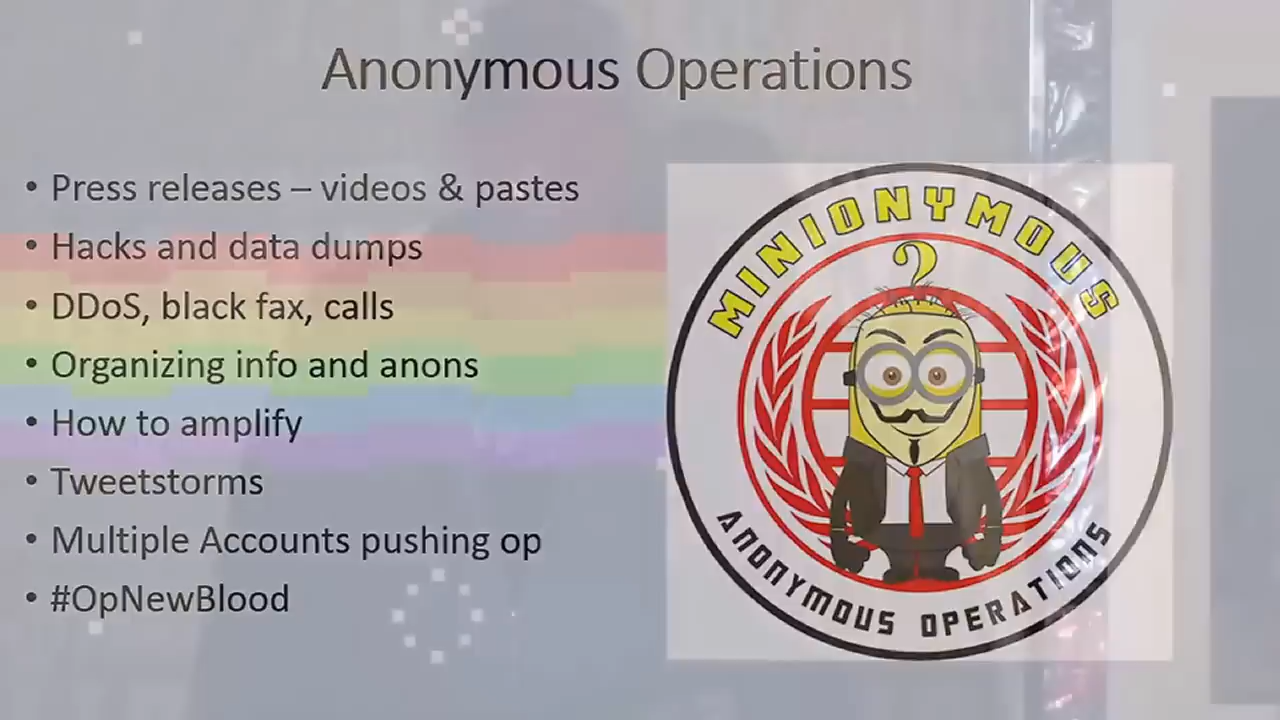 Anonymous Operations
• Press releases – videos & pastes
• Hacks and data dumps
• DDoS, black fax, calls
• Organizing info and anons
• How to amplify
• Tweetstorms
• Multiple Accounts pushing op
• #OpNewBlood
MINIONYMOUS
?
ANONYMOUS OPERATIONS